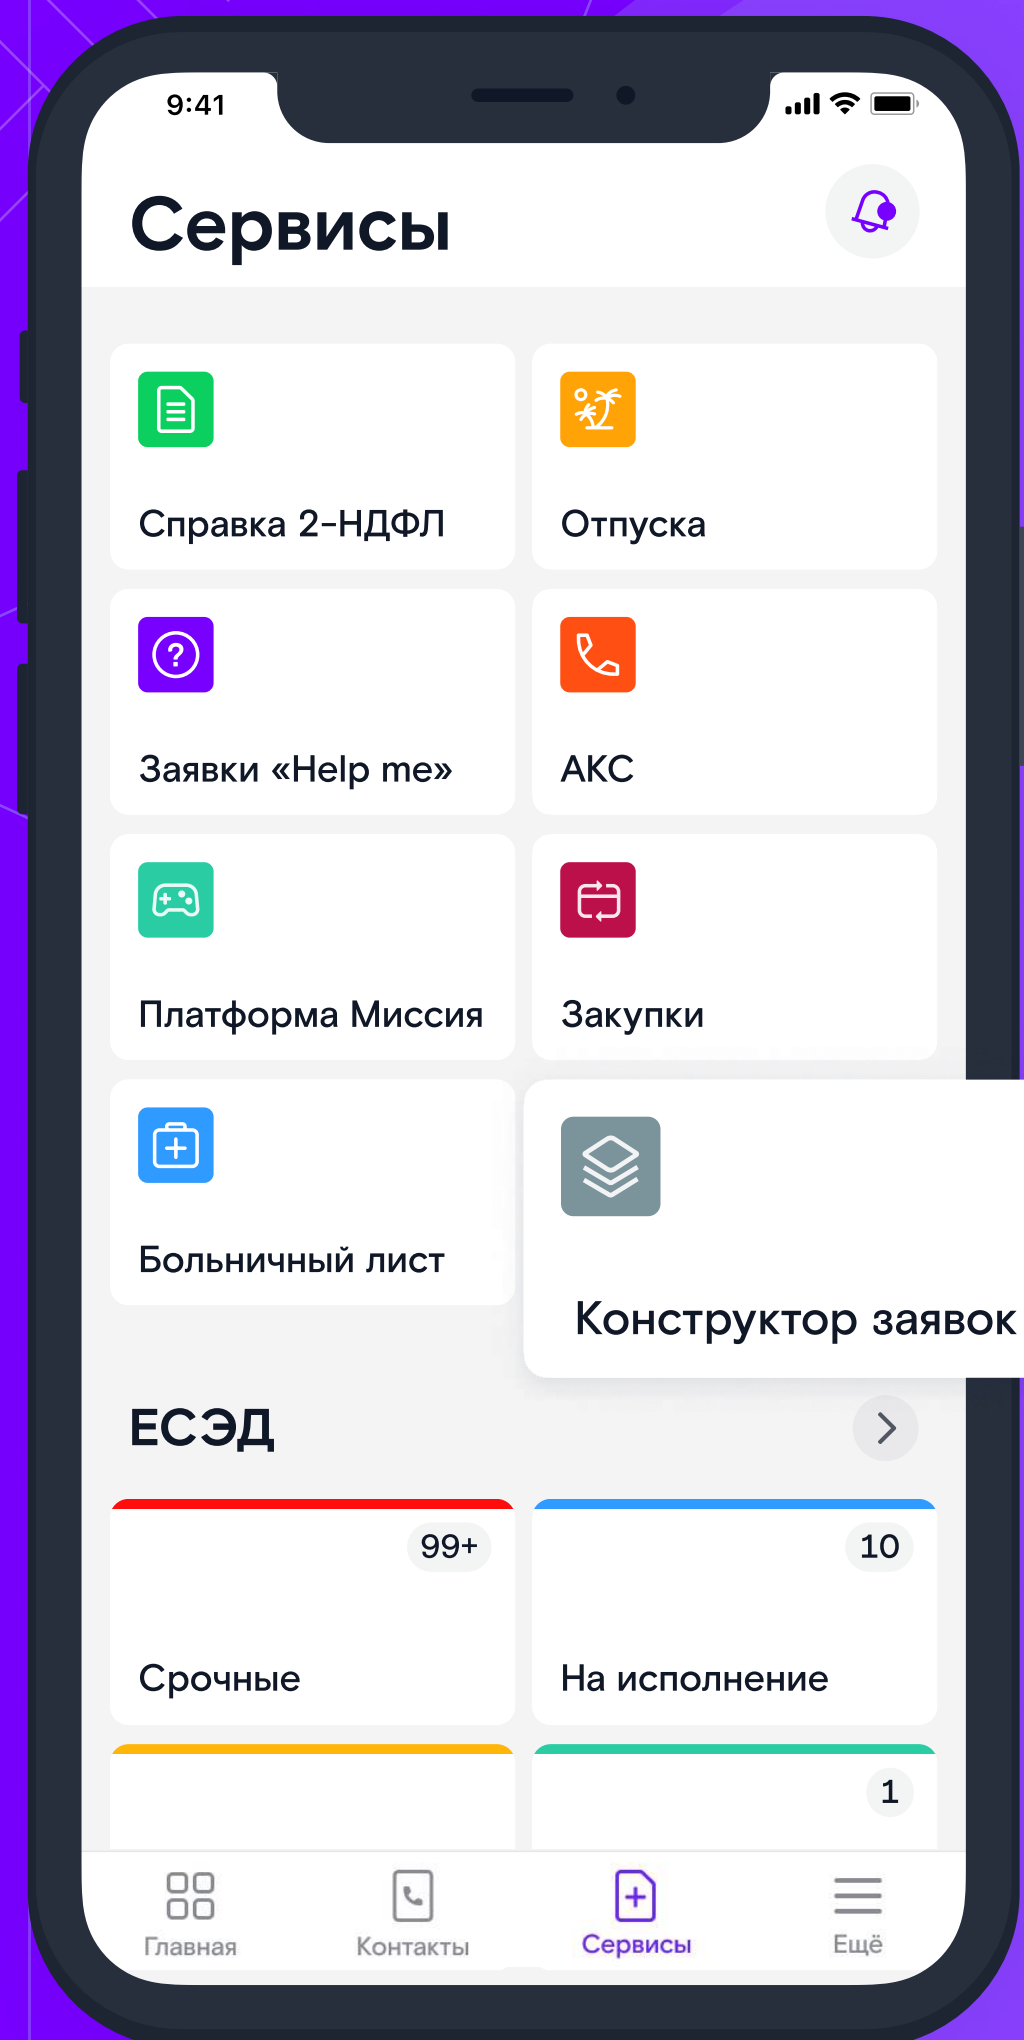 9:41
Сервисы
Справка 2-НДФЛ
Отпуска
Заявки «Help me»
АКС
Платформа Миссия
Закупки
Больничный лист
Конструктор заявок
ЕСЭД
99+
10
Срочные
На исполнение
1
Главная
Контакты
Сервисы
Ещё